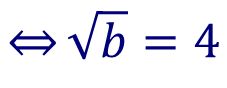 ⇔ √b = 4